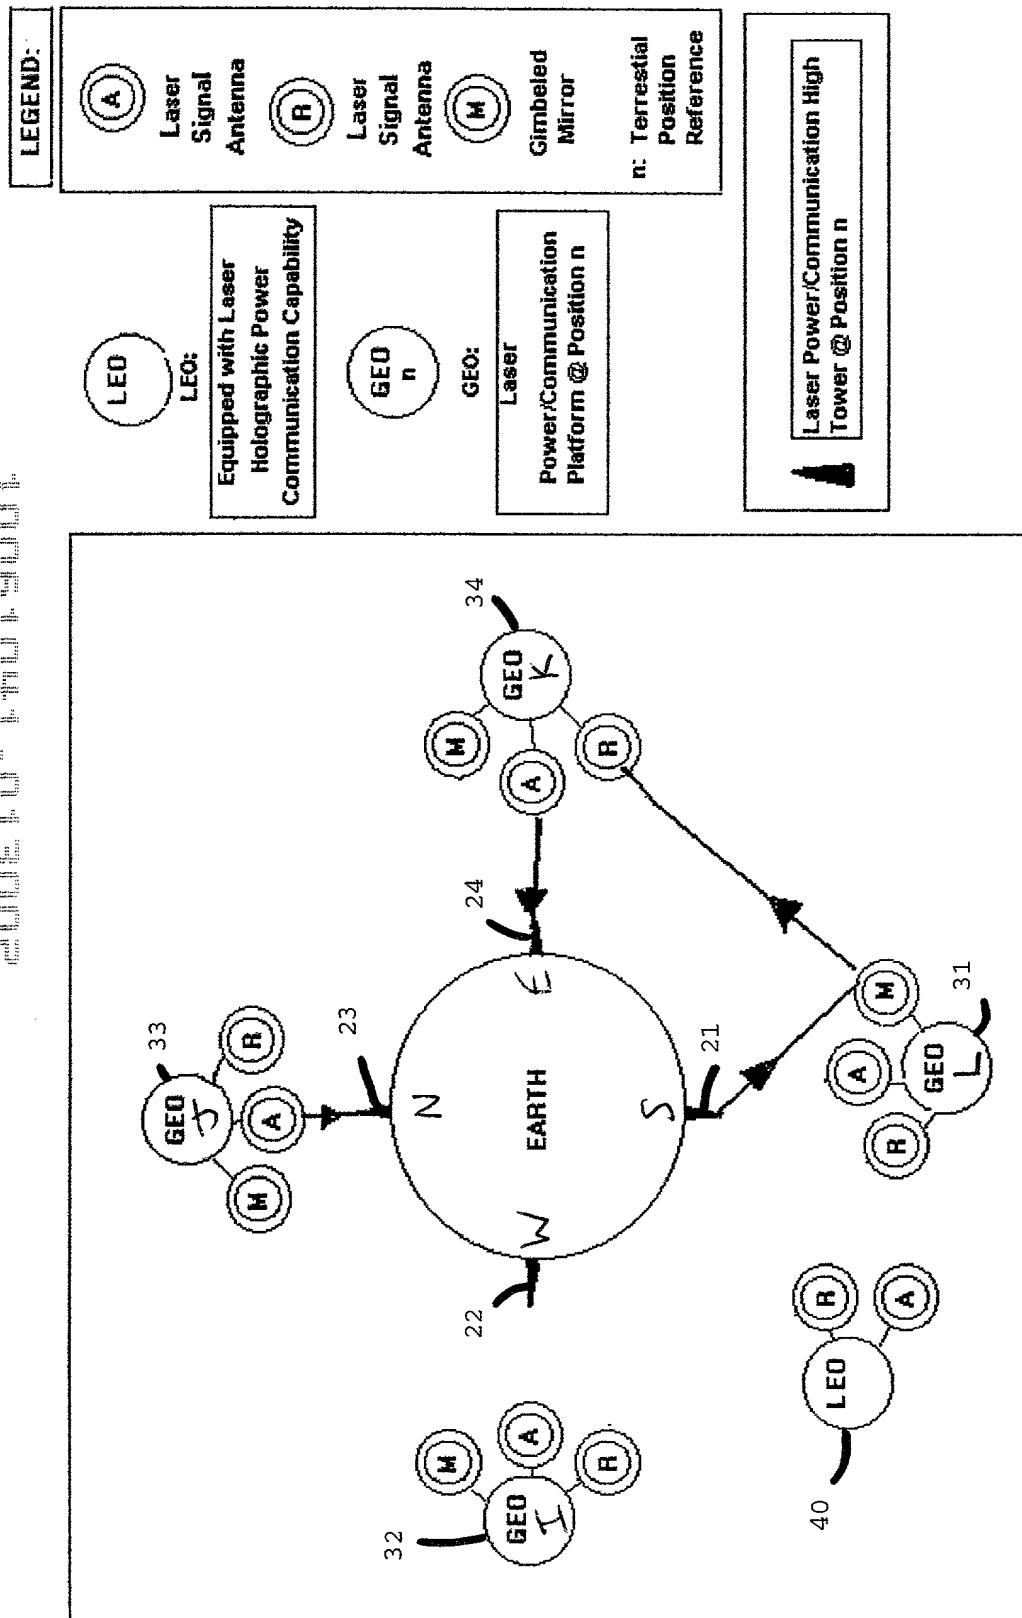 LEGEND:
A
Laser
Signal
Antenna
R
Laser
Signal
Antenna
M
Gimbeled
Mirror
n: Terrestial
Position
Reference
LEO
LEO:
Equipped with Laser
Holographic Power
Communication Capability
GEO
n
GEO:
Laser
Power/Communication
Platform @ Position n
Laser Power/Communication High
Tower @ Position n
33
GEO
J
M
A
R
23
N
34
GEO
K
M
A
R
24
E
EARTH
W
22
S
21
32
GEO
I
M
A
R
31
GEO
L
R
A
M
40
LEO
R
A